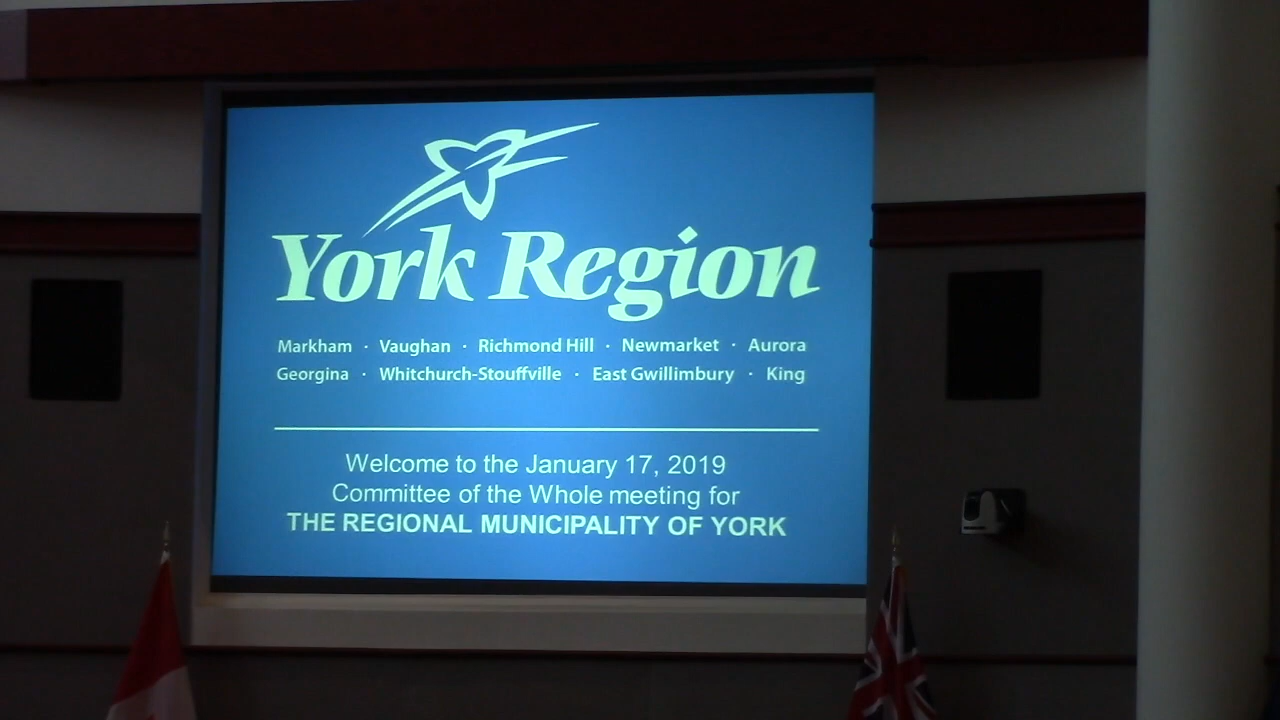 York Region
Markham · Vaughan · Richmond Hill · Newmarket · Aurora
Georgina · Whitchurch-Stouffville · East Gwillimbury · King
Welcome to the January 17, 2019
Committee of the Whole meeting for
THE REGIONAL MUNICIPALITY OF YORK